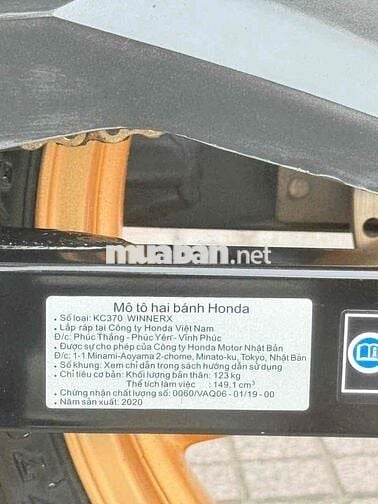 muaban.net
Mô tô hai bánh Honda
• Số loại: KC370 WINNERX
• Lắp ráp tại Công ty Honda Việt Nam
Đ/c: Phúc Thắng - Phúc Yên - Vĩnh Phúc
• Được sự cho phép của Công ty Honda Motor Nhật Bản
Đ/c: 1-1 Minami-Aoyama 2-chome, Minato-ku, Tokyo, Nhật Bản
• Số khung: Xem chỉ dẫn trong sách hướng dẫn sử dụng
• Chỉ tiêu cơ bản: Khối lượng bản thân: 123 kg
Thể tích làm việc : 149,1 cm³
• Chứng nhận chất lượng số: 0060/VAQ06 - 01/19 - 00
• Năm sản xuất: 2020